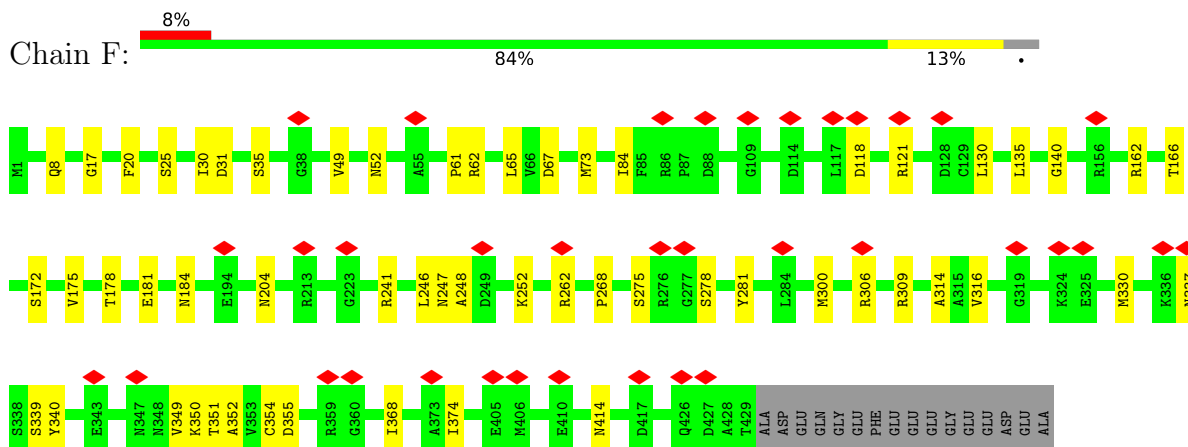 8%
Chain F:
84% 13% •
M1 Q8 G17 F20 S25 I30 D31 S35 G38 V49 N52 A55 P61 R62 L65 V66 D67 M73 I84 F85 R86 P87 D88 G109 D114 L117 D118 R121 D128 C129 L130 L135 G140 R156 R162 T166
S172 V175 T178 E181 N184 E194 N204 R213 G223 R241 L246 N247 A248 D249 K252 R262 P268 S275 R276 G277 S278 Y281 L284 M300 R306 R309 A314 A315 V316 G319 K324 E325 M330 K336
S338 S339 Y340 E343 N347 N348 V349 K350 T351 A352 V353 C354 D355 R359 G360 I368 A373 I374 E405 M406 E410 N414 D417 Q426 D427 A428 T429 ALA ASP GLU GLN GLY GLU PHE GLU GLU GLU GLY GLU GLU GLU ASP GLU ALA